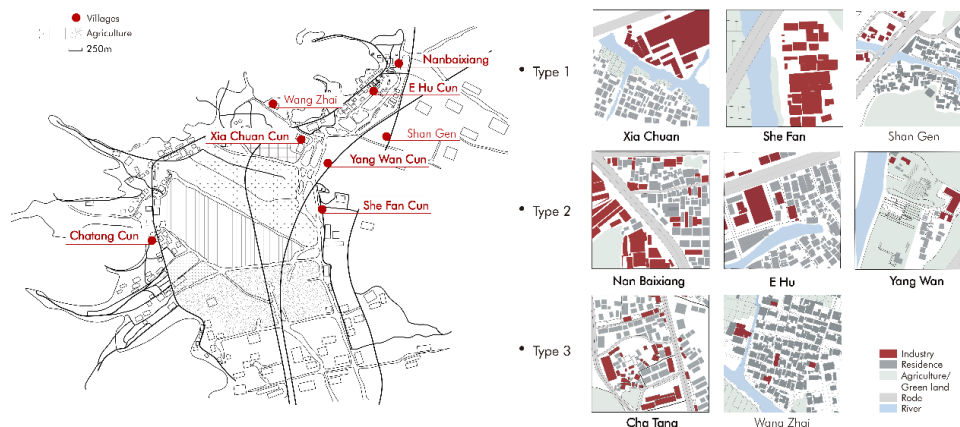 Villages
Agriculture
250m
Nanbaixiang
E Hu Cun
Wang Zhai
Shan Gen
Xia Chuan Cun
Yang Wan Cun
She Fan Cun
Chatang Cun
Type 1
Xia Chuan
She Fan
Shan Gen
Type 2
Nan Baixiang
E Hu
Yang Wan
Type 3
Cha Tang
Wang Zhai
Industry
Residence
Agriculture/
Green land
Rode
River